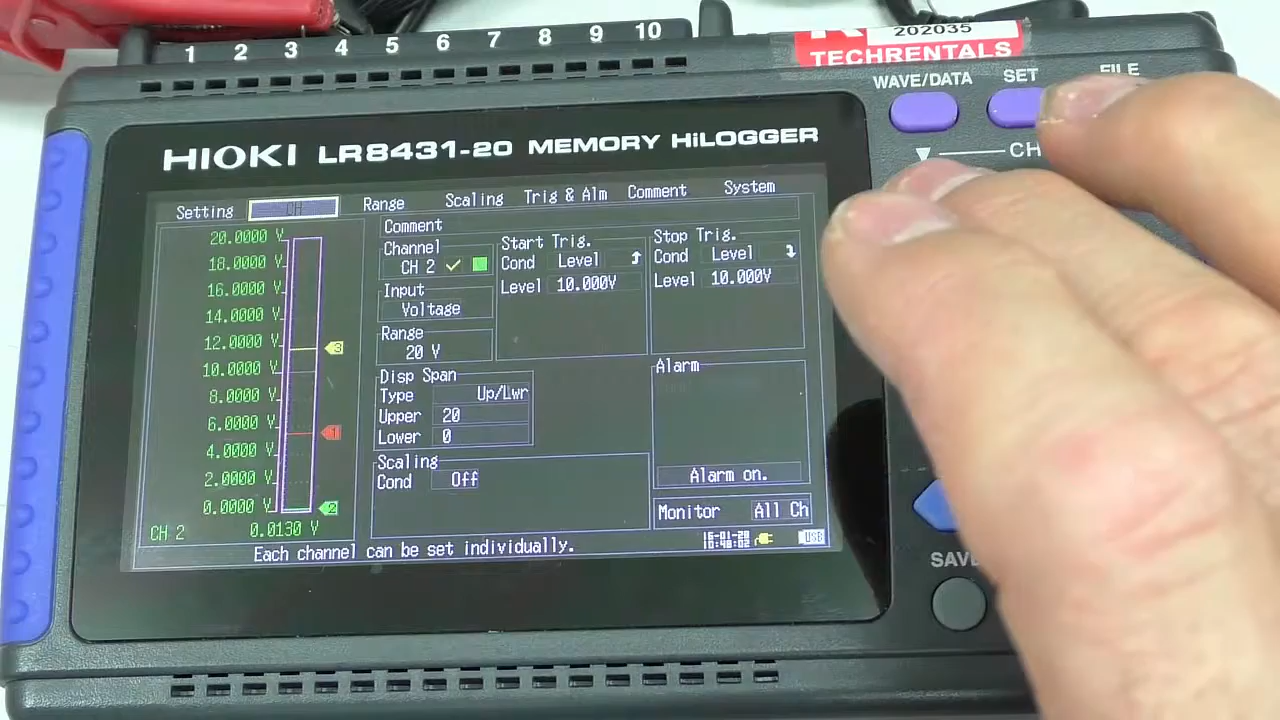 1 2 3 4 5 6 7 8 9 10
202035
TECHRENTALS
WAVE/DATA SET FILE
CH
HIOKI LR8431-20 MEMORY HiLOGGER
Setting CH Range Scaling Trig & Alm Comment System
Comment
Channel
CH 2
Input
Voltage
Range
20 V
Start Trig.
Cond Level
Level 10.000V
Stop Trig.
Cond Level
Level 10.000V
20.0000 V
18.0000 V
16.0000 V
14.0000 V
12.0000 V
10.0000 V
8.0000 V
6.0000 V
4.0000 V
2.0000 V
0.0000 V
3
1
2
CH 2 0.0130 V
Disp Span
Type Up/Lwr
Upper 20
Lower 0
Scaling
Cond Off
Alarm
Alarm on.
Monitor All Ch
Each channel can be set individually.
USB
SAVE